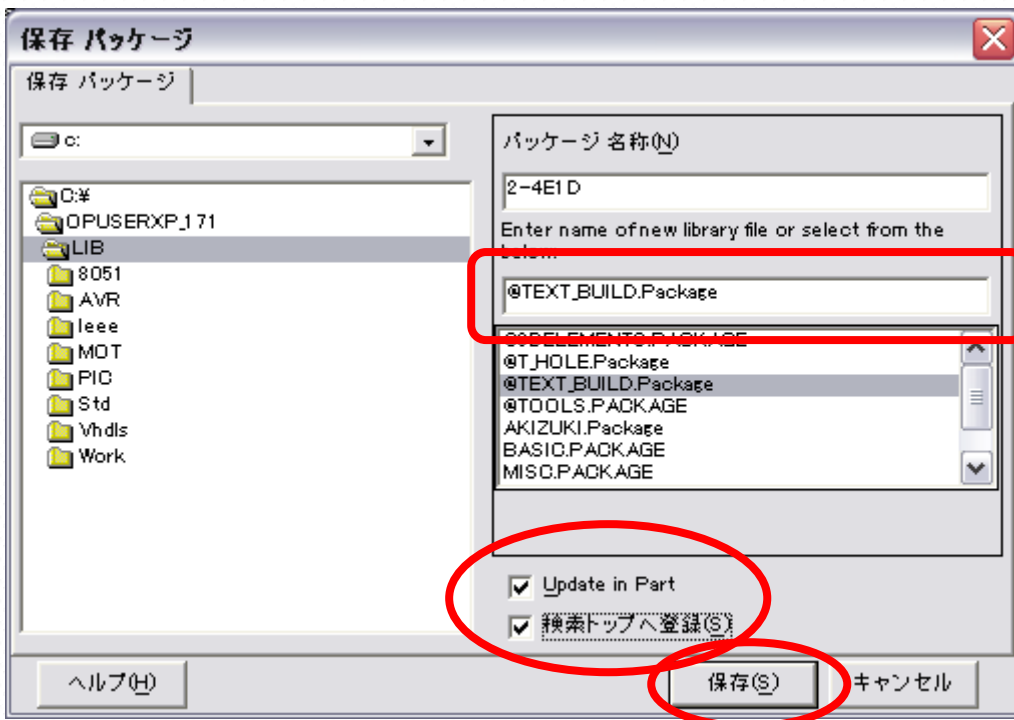 保存 パッケージ
保存 パッケージ
c:
C:¥
OPUSERXP_171
LIB
8051
AVR
Ieee
MOT
PIC
Std
Vhdls
Work
パッケージ 名称(N)
2-4E1D
Enter name of new library file or select from the
below
@TEXT_BUILD.Package
@T_HOLE.Package
@TEXT_BUILD.Package
@TOOLS.PACKAGE
AKIZUKI.Package
BASIC.PACKAGE
MISC.PACKAGE
Update in Part
検索トップへ登録(S)
ヘルプ(H)
保存(S)
キャンセル